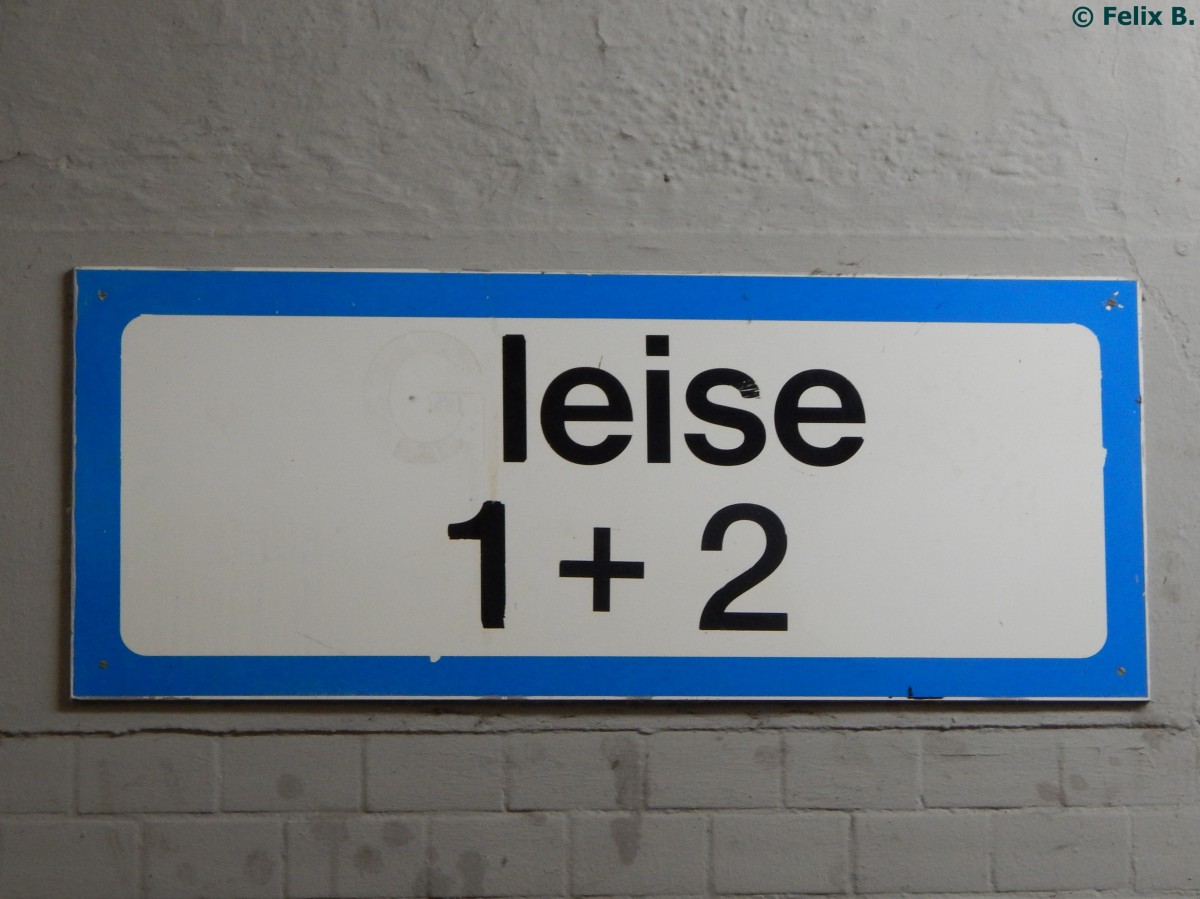 © Felix B.
leise
1 + 2